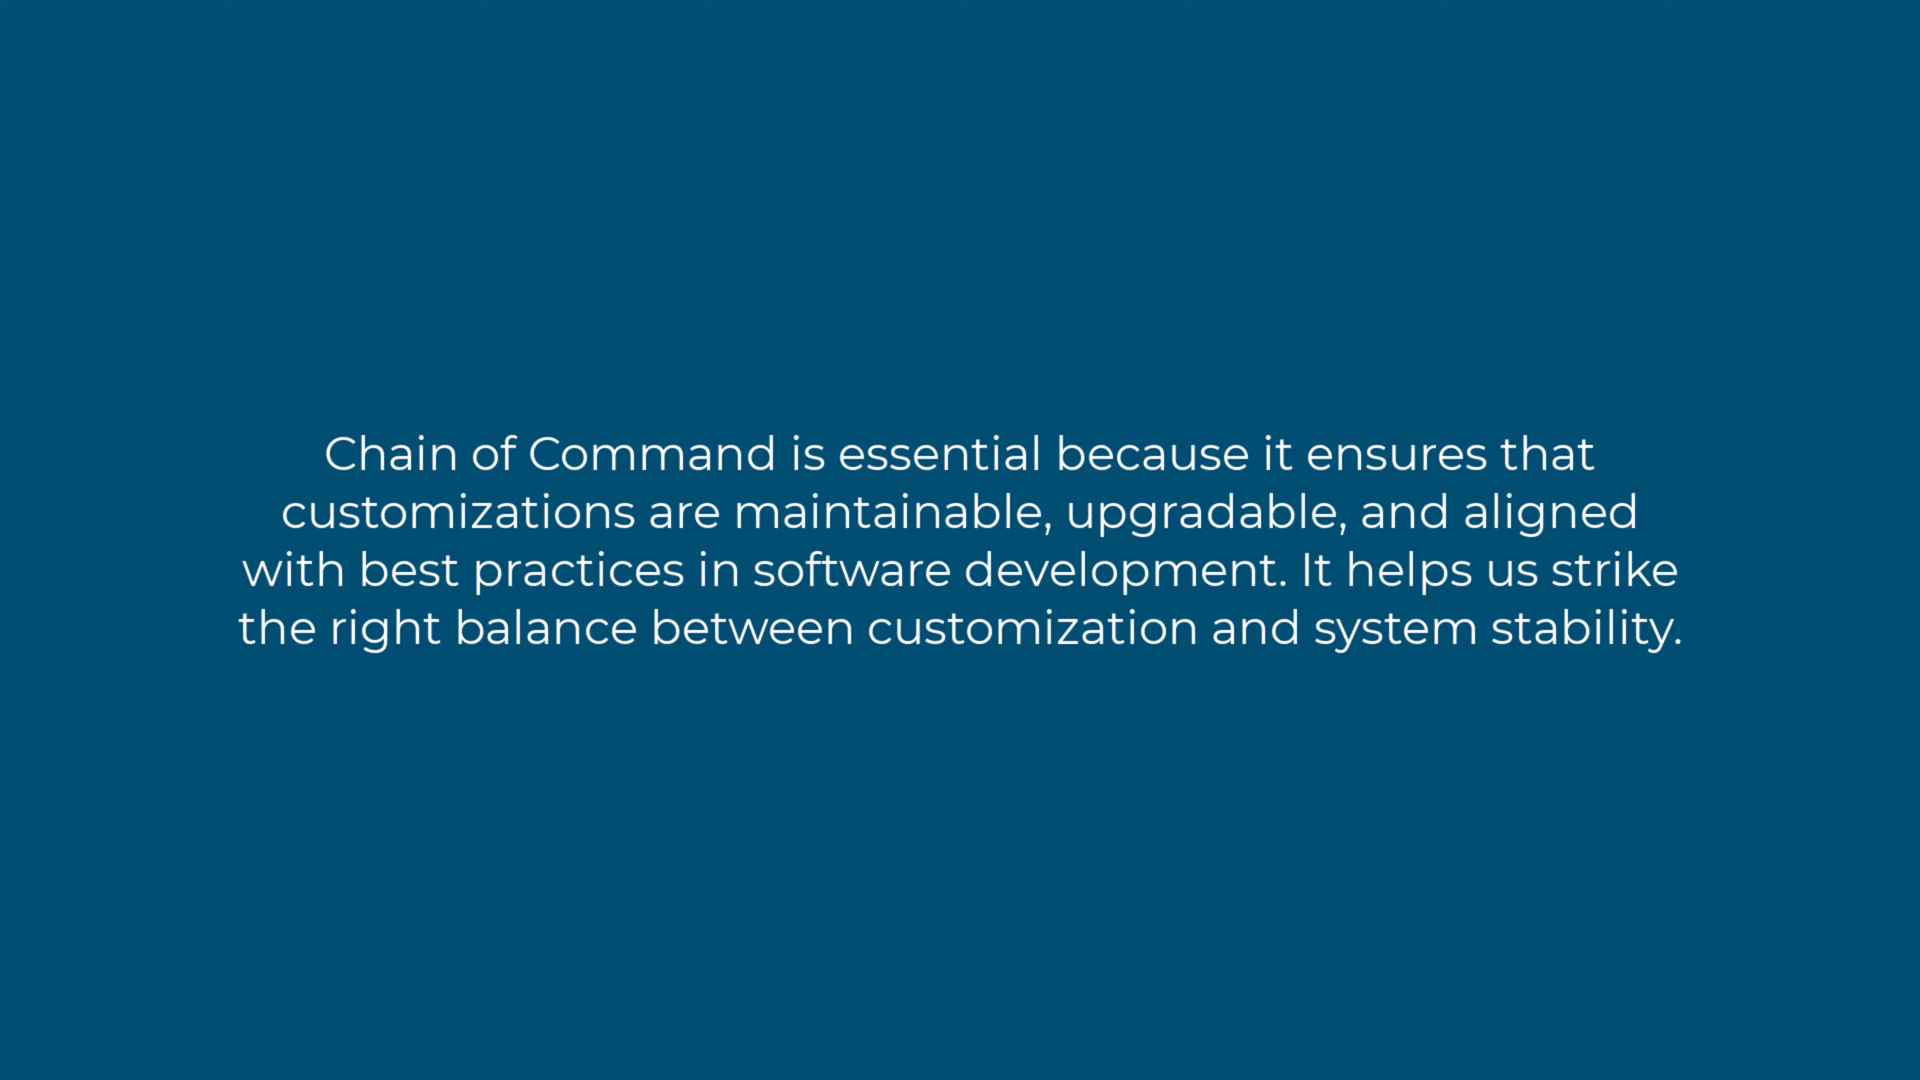 Chain of Command is essential because it ensures that
customizations are maintainable, upgradable, and aligned
with best practices in software development. It helps us strike
the right balance between customization and system stability.